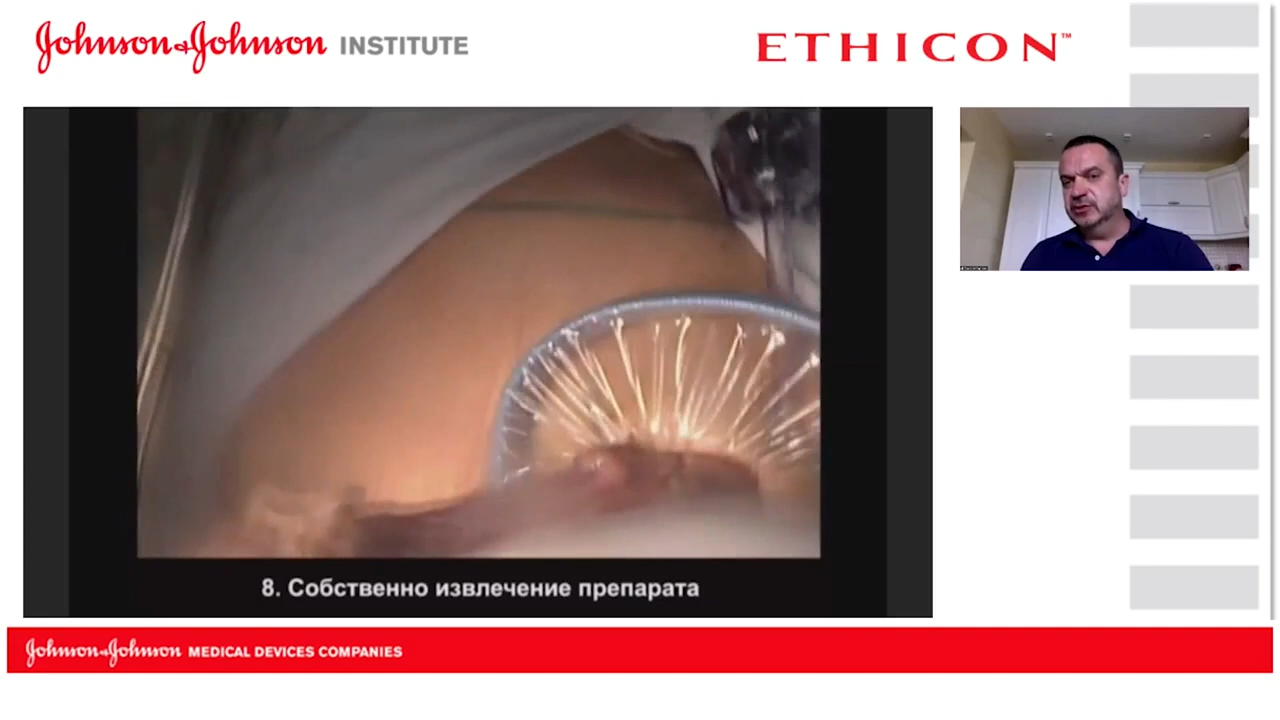 Johnson & Johnson INSTITUTE
ETHICON™
8. Собственно извлечение препарата
Johnson & Johnson MEDICAL DEVICES COMPANIES